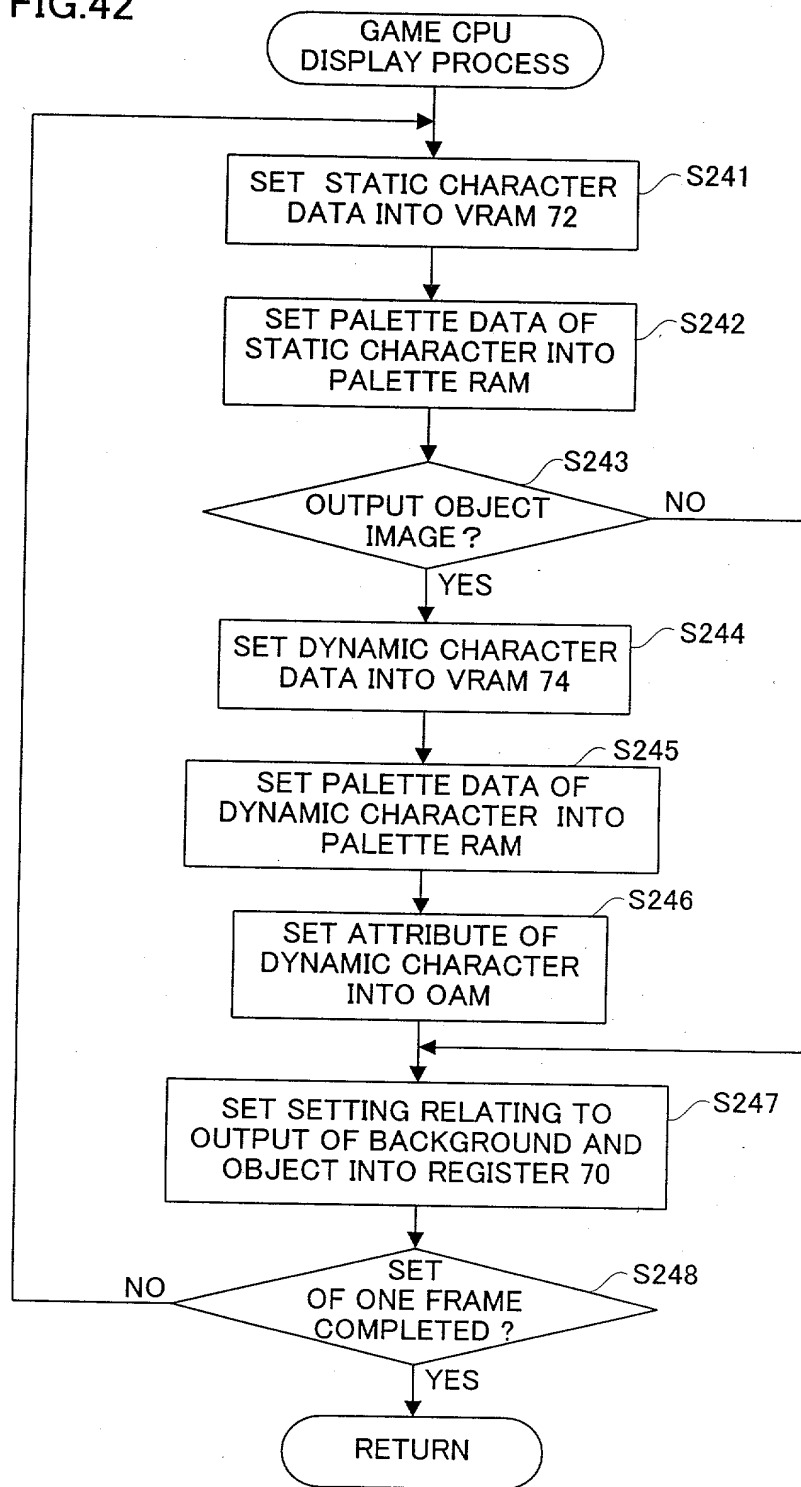 FIG.42
GAME CPU
DISPLAY PROCESS
SET STATIC CHARACTER
DATA INTO VRAM 72
S241
SET PALETTE DATA OF
STATIC CHARACTER INTO
PALETTE RAM
S242
S243
OUTPUT OBJECT
IMAGE?
NO
YES
SET DYNAMIC CHARACTER
DATA INTO VRAM 74
S244
S245
SET PALETTE DATA OF
DYNAMIC CHARACTER INTO
PALETTE RAM
S246
SET ATTRIBUTE OF
DYNAMIC CHARACTER
INTO OAM
SET SETTING RELATING TO
OUTPUT OF BACKGROUND AND
OBJECT INTO REGISTER 70
S247
SET
OF ONE FRAME
COMPLETED ?
S248
NO
YES
RETURN